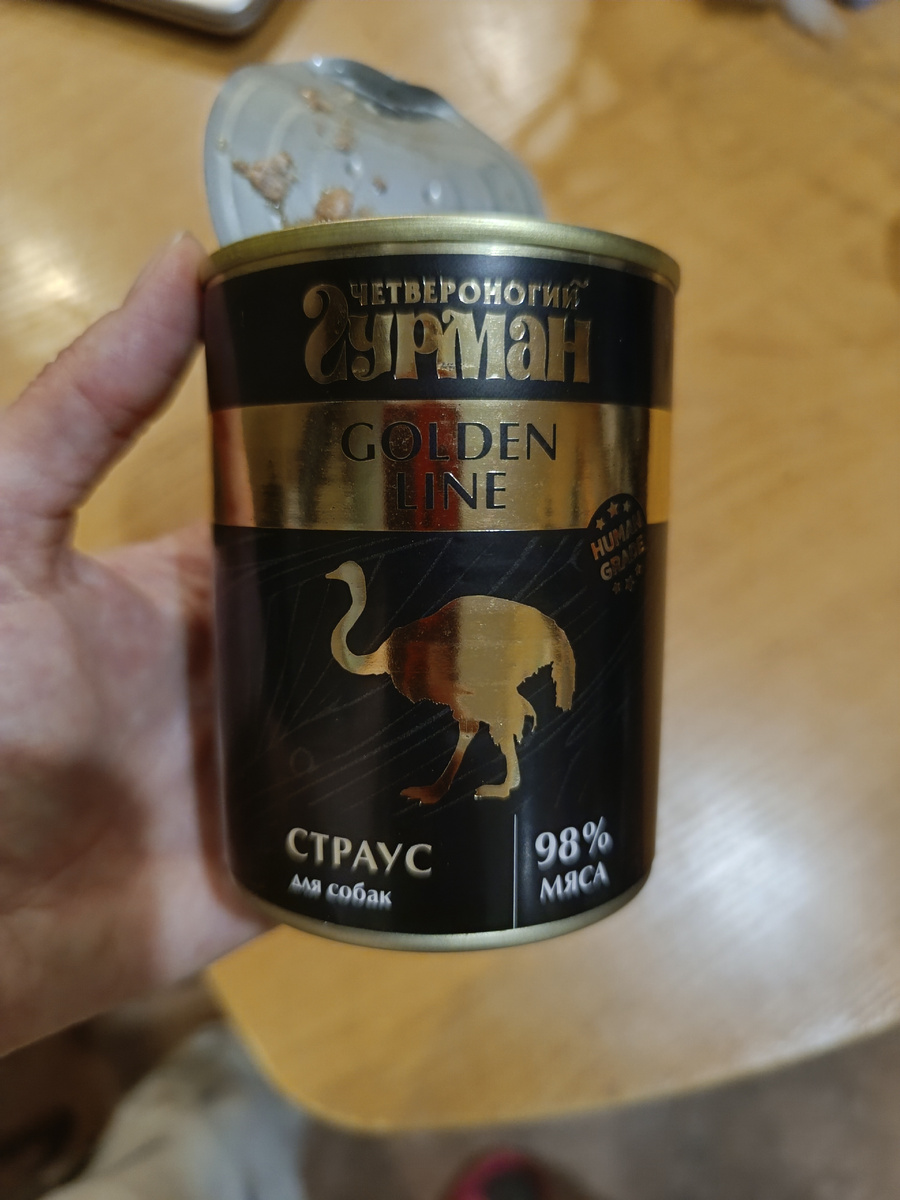 ЧЕТВЕРОНОГИЙ
Гурман
GOLDEN
LINE
HUMAN
GRADE
СТРАУС
для собак
98%
МЯСА